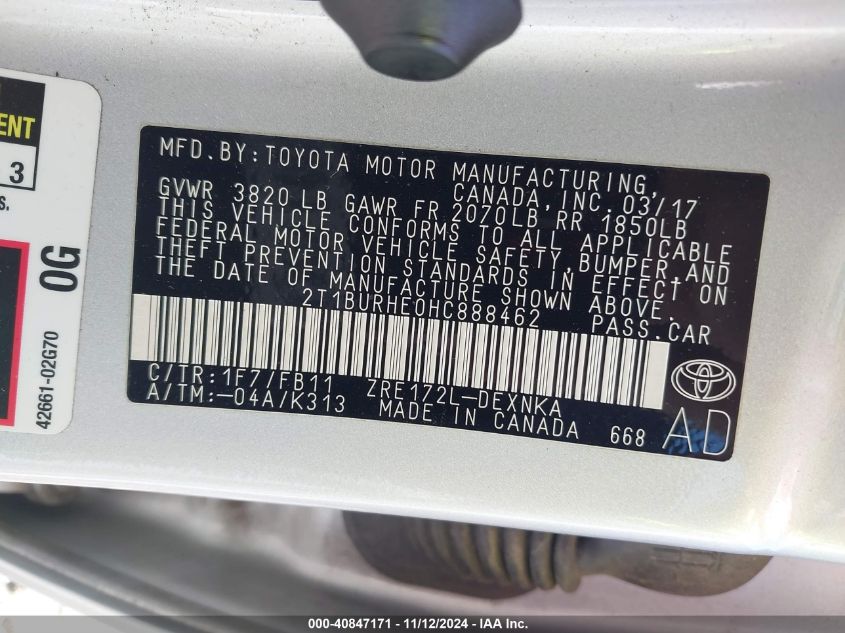 ENT
3
s.
0G
42661-02G70
MFD.BY:TOYOTA MOTOR MANUFACTURING,
CANADA, INC. 03/17
GVWR 3820 LB GAWR FR 2070LB RR 1850LB
THIS VEHICLE CONFORMS TO ALL APPLICABLE
FEDERAL MOTOR VEHICLE SAFETY, BUMPER, AND
THEFT PREVENTION STANDARDS IN EFFECT ON
THE DATE OF MANUFACTURE SHOWN ABOVE.
2T1BURHE0HC888462 PASS.CAR
C/TR:1F7/FB11 ZRE172L-DEXNKA
A/TM:-04A/K313 MADE IN CANADA 668
AD
000-40847171 - 11/12/2024 - IAAI.com.